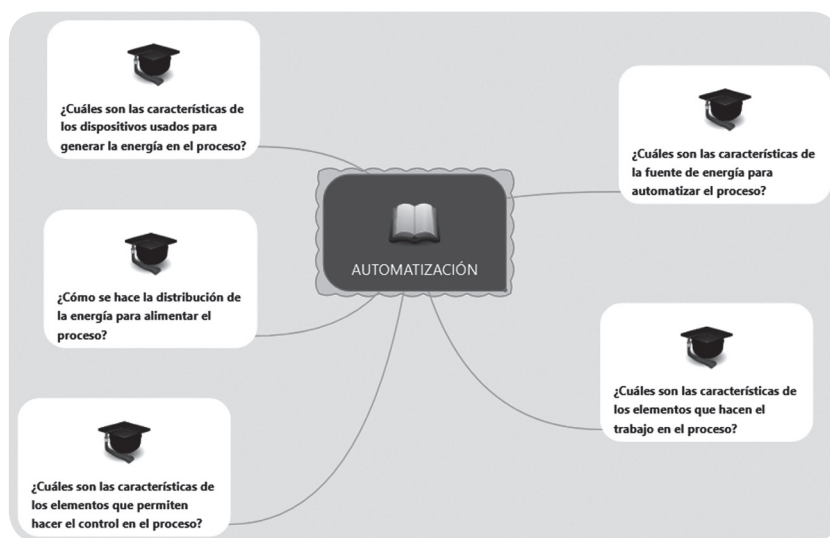 ¿Cuáles son las características de
los dispositivos usados para
generar la energía en el proceso?
¿Cuáles son las características de
la fuente de energía para
automatizar el proceso?
AUTOMATIZACIÓN
¿Cómo se hace la distribución de
la energía para alimentar el
proceso?
¿Cuáles son las características de
los elementos que hacen el
trabajo en el proceso?
¿Cuáles son las características de
los elementos que permiten
hacer el control en el proceso?